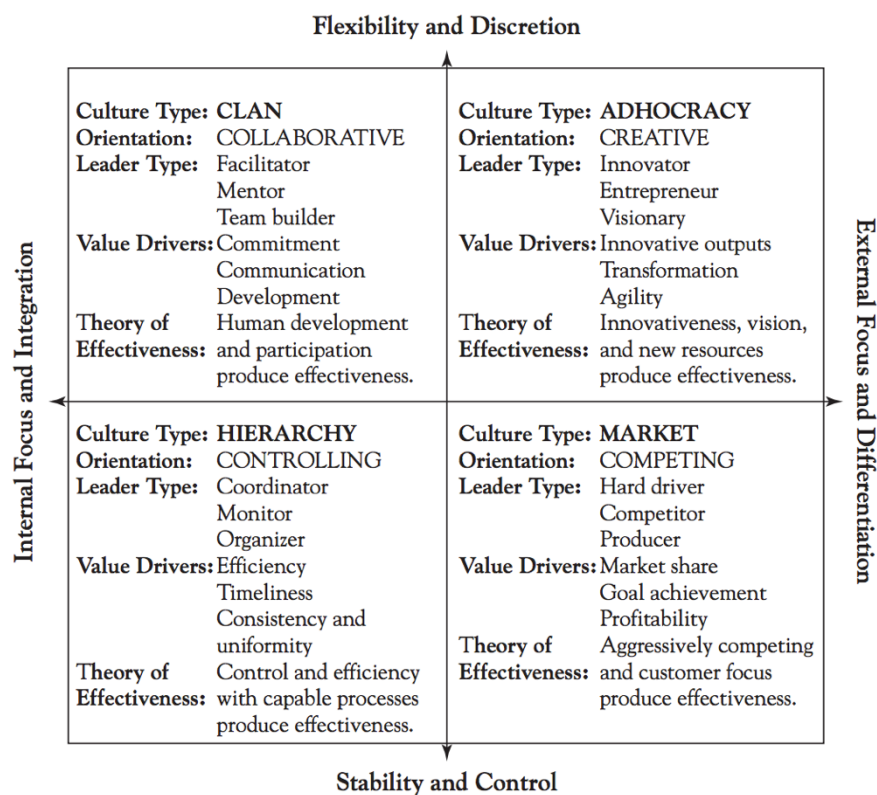 Flexibility and Discretion
Internal Focus and Integration
Culture Type: CLAN
Orientation: COLLABORATIVE
Leader Type: Facilitator
Mentor
Team builder
Value Drivers: Commitment
Communication
Development
Theory of Human development
Effectiveness: and participation
produce effectiveness.
Culture Type: ADHOCRACY
Orientation: CREATIVE
Leader Type: Innovator
Entrepreneur
Visionary
Value Drivers: Innovative outputs
Transformation
Agility
Theory of Innovativeness, vision,
Effectiveness: and new resources
produce effectiveness.
Culture Type: HIERARCHY
Orientation: CONTROLLING
Leader Type: Coordinator
Monitor
Organizer
Value Drivers: Efficiency
Timeliness
Consistency and
uniformity
Theory of Control and efficiency
Effectiveness: with capable processes
produce effectiveness.
Culture Type: MARKET
Orientation: COMPETING
Leader Type: Hard driver
Competitor
Producer
Value Drivers: Market share
Goal achievement
Profitability
Theory of Aggressively competing
Effectiveness: and customer focus
produce effectiveness.
External Focus and Differentiation
Stability and Control